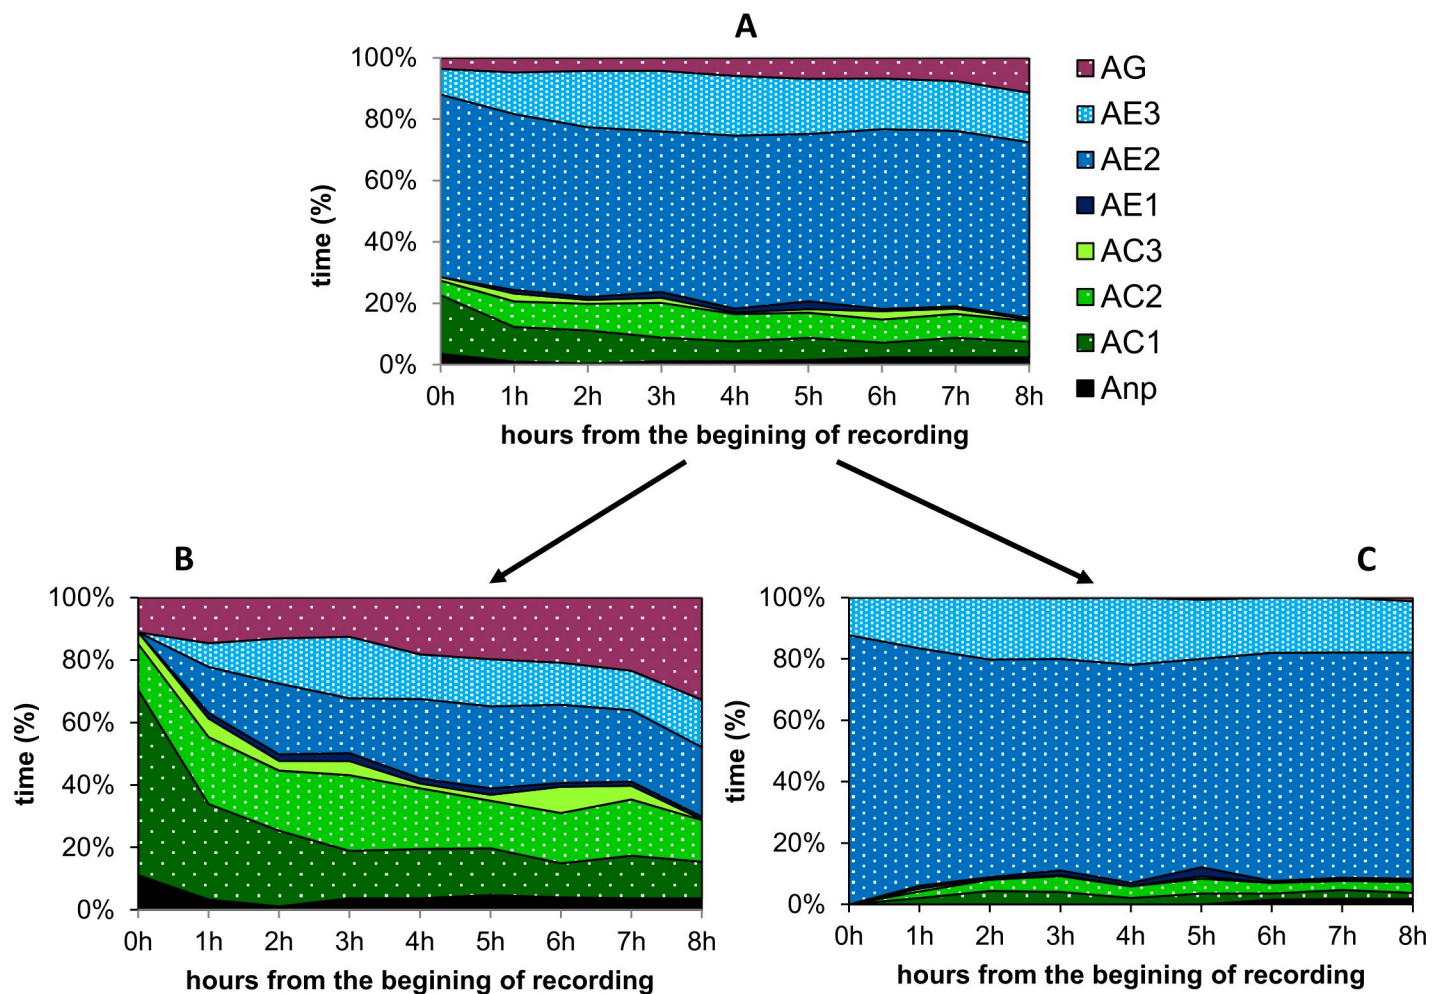 A
100%
80%
60%
40%
20%
0%
time (%)
0h 1h 2h 3h 4h 5h 6h 7h 8h
hours from the begining of recording
AG
AE3
AE2
AE1
AC3
AC2
AC1
Anp
B
100%
80%
60%
40%
20%
0%
time (%)
0h 1h 2h 3h 4h 5h 6h 7h 8h
hours from the begining of recording
C
100%
80%
60%
40%
20%
0%
time (%)
0h 1h 2h 3h 4h 5h 6h 7h 8h
hours from the begining of recording